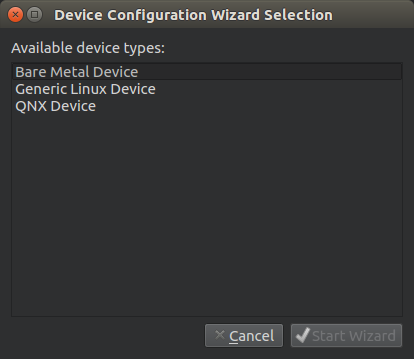 Device Configuration Wizard Selection
Available device types:
Bare Metal Device
Generic Linux Device
QNX Device
Cancel
Start Wizard